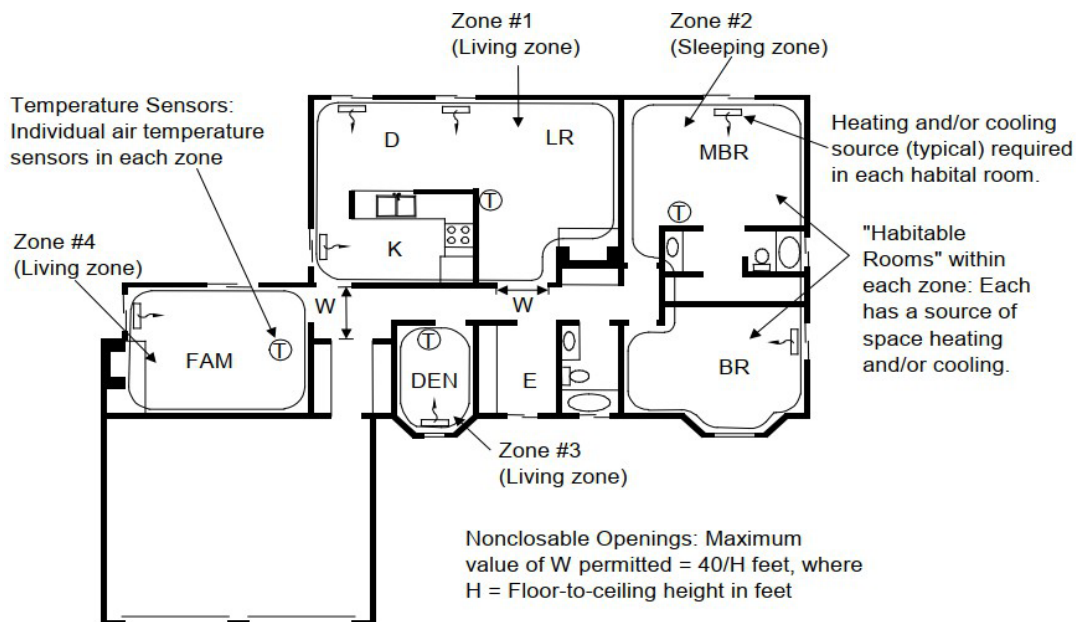 Zone #1
(Living zone)
Zone #2
(Sleeping zone)
Temperature Sensors:
Individual air temperature
sensors in each zone
Heating and/or cooling
source (typical) required
in each habital room.
D
LR
MBR
T
T
K
Zone #4
(Living zone)
"Habitable
Rooms" within
each zone: Each
has a source of
space heating
and/or cooling.
W
W
FAM
T
T
DEN
E
BR
Zone #3
(Living zone)
Nonclosable Openings: Maximum
value of W permitted = 40/H feet, where
H = Floor-to-ceiling height in feet